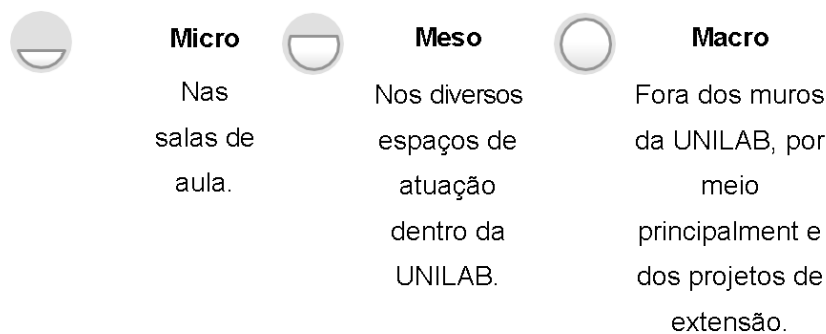 Micro
Nas
salas de
aula.
Meso
Nos diversos
espaços de
atuação
dentro da
UNILAB.
Macro
Fora dos muros
da UNILAB, por
meio
principalment e
dos projetos de
extensão.